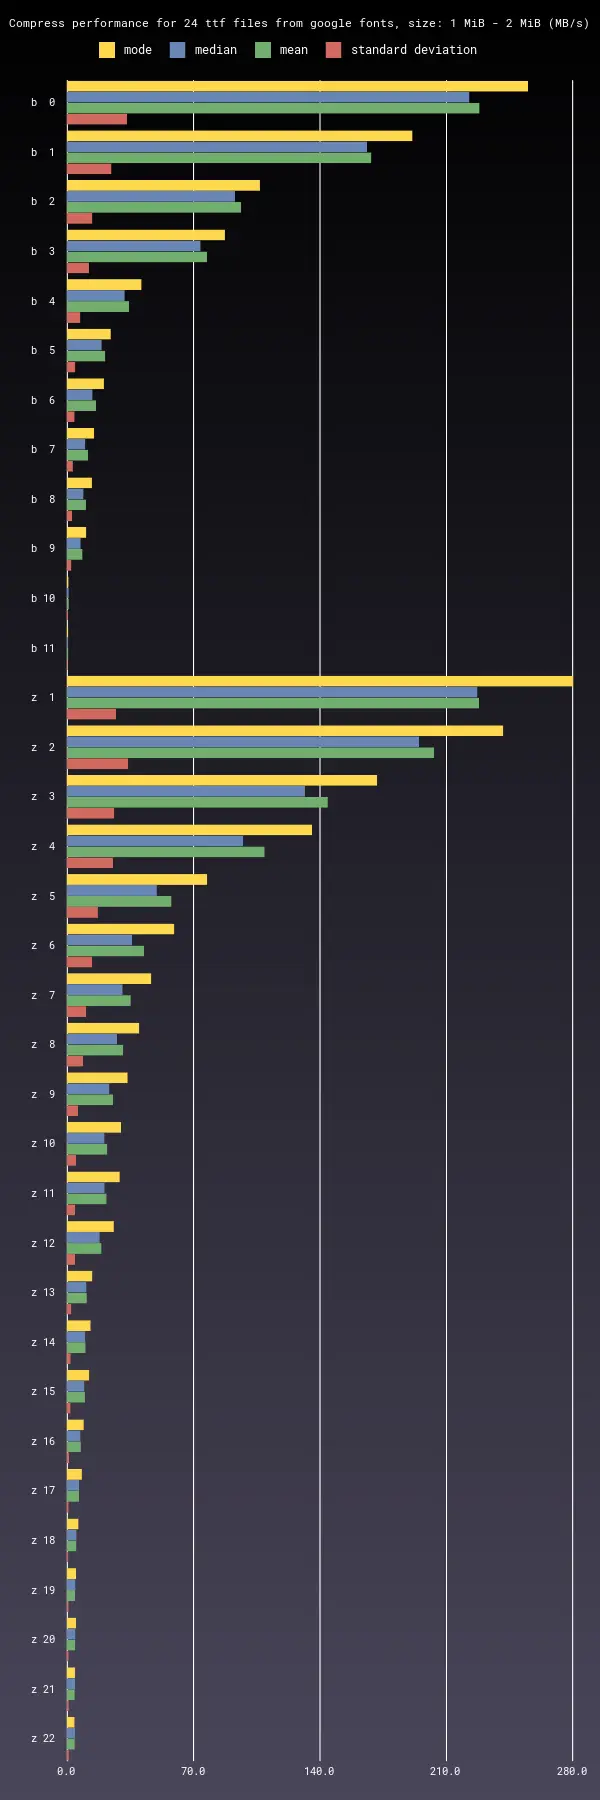 Compress performance for 24 ttf files from google fonts, size: 1 MiB - 2 MiB (MB/s)
mode median mean standard deviation
b 0
b 1
b 2
b 3
b 4
b 5
b 6
b 7
b 8
b 9
b 10
b 11
z 1
z 2
z 3
z 4
z 5
z 6
z 7
z 8
z 9
z 10
z 11
z 12
z 13
z 14
z 15
z 16
z 17
z 18
z 19
z 20
z 21
z 22
0.0 70.0 140.0 210.0 280.0